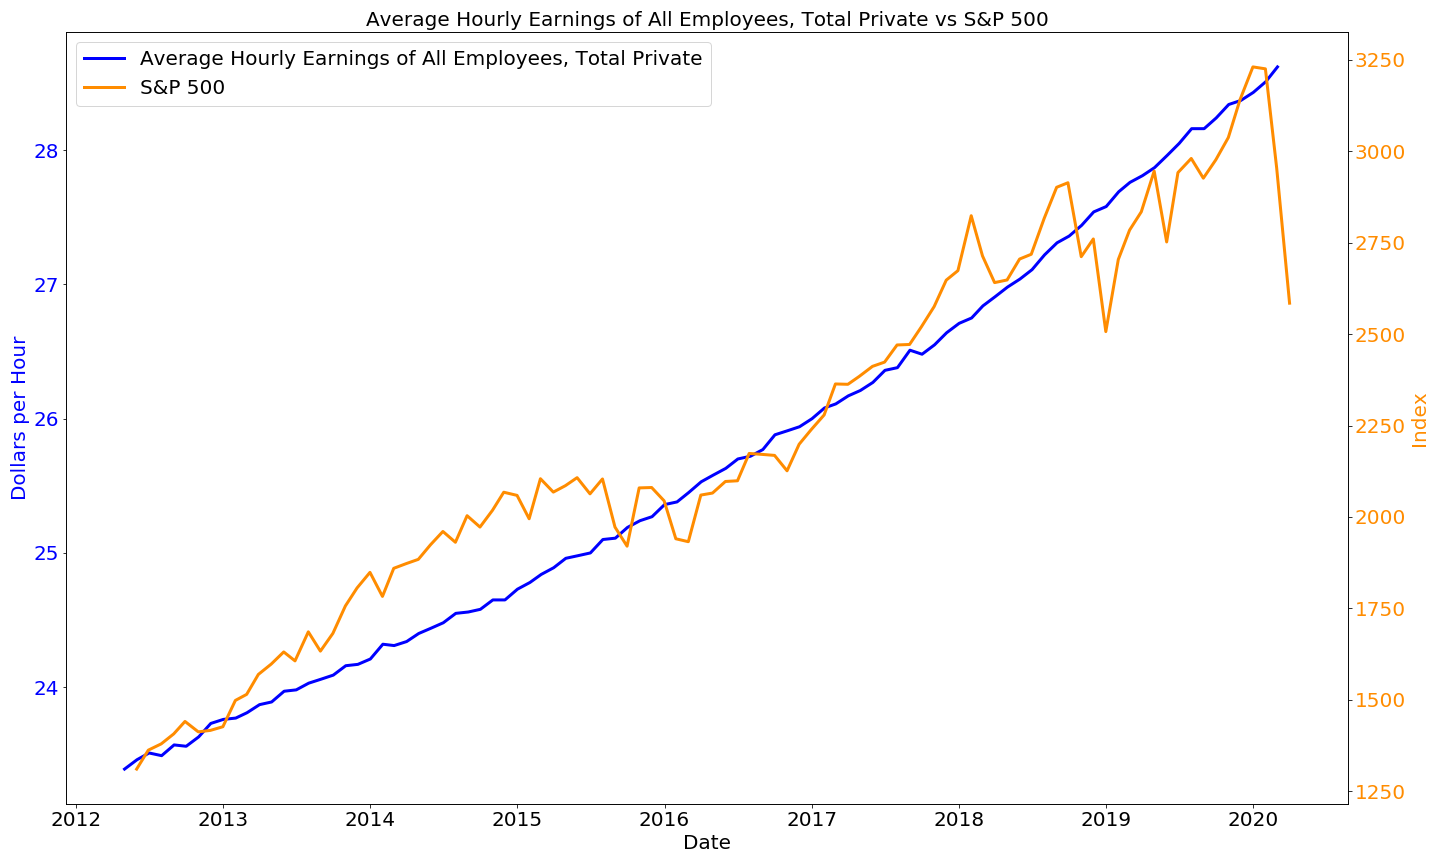 Average Hourly Earnings of All Employees, Total Private vs S&P 500
Average Hourly Earnings of All Employees, Total Private
S&P 500
Dollars per Hour
28
27
26
25
24
3250
3000
2750
2500
2250
2000
1750
1500
1250
Index
2012 2013 2014 2015 2016 2017 2018 2019 2020
Date